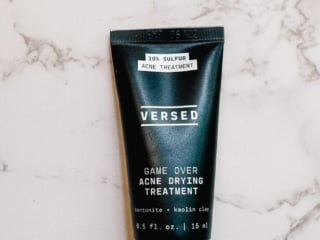 10% SULFUR
ACNE TREATMENT
VERSED
GAME OVER
ACNE DRYING
TREATMENT
bentonite + kaolin clay
0.5 fl. oz. | 15 ml